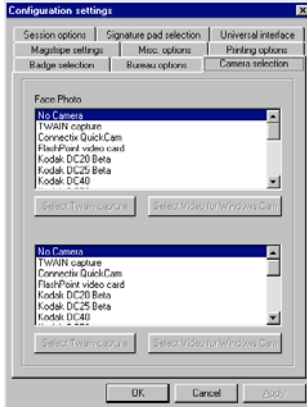 Configuration settings
Session options Signature pad selection Universal interface
Magstripe settings Misc. options Printing options
Badge selection Bureau options Camera selection
Face Photo
No Camera
TWAIN capture
Connectix QuickCam
FlashPoint video card
Kodak DC20 Beta
Kodak DC25 Beta
Kodak DC40
Select Twain capture Select Video for Windows Cam
No Camera
TWAIN capture
Connectix QuickCam
FlashPoint video card
Kodak DC20 Beta
Kodak DC25 Beta
Kodak DC40
Select Twain capture Select Video for Windows Cam
OK Cancel Apply